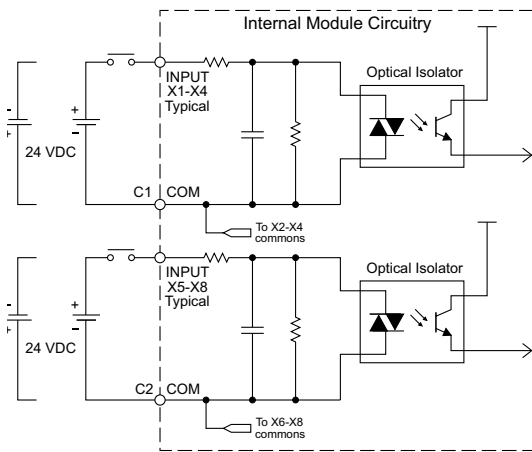 Internal Module Circuitry
INPUT
X1-X4
Typical
Optical Isolator
-
+
+
-
24 VDC
C1
COM
To X2-X4
commons
INPUT
X5-X8
Typical
Optical Isolator
-
+
+
-
24 VDC
C2
COM
To X6-X8
commons